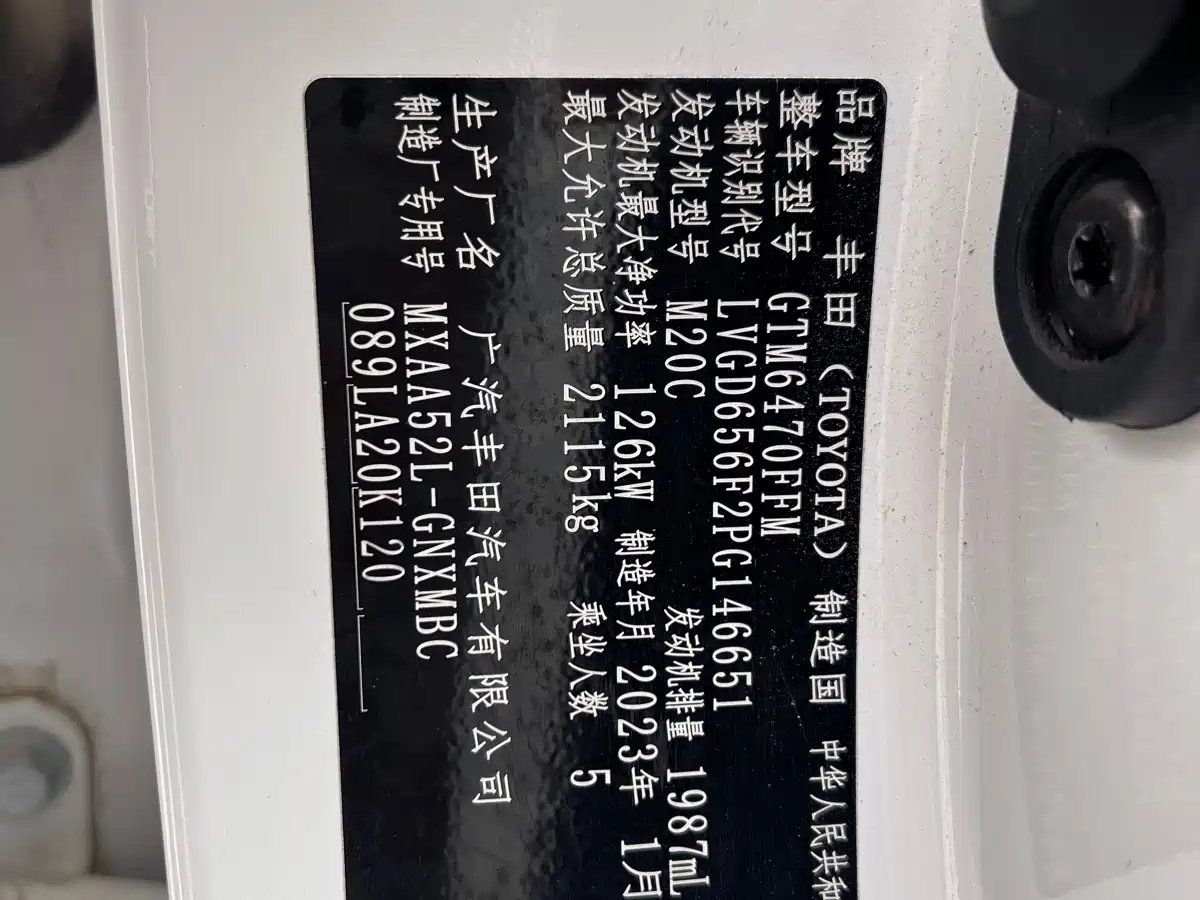 品牌 丰田 (TOYOTA) 制造国 中华人民共和
整车型号 GTM6470FFM
车辆识别代号 LVGD656F2PG146651
发动机型号 M20C 发动机排量 1987mL
发动机最大净功率 126kW 制造年月 2023年 1月
最大允许总质量 2115kg 乘坐人数 5
生产厂名 广汽丰田汽车有限公司
制造厂专用号 MXAA52L-GNXMBC
089LA20K120